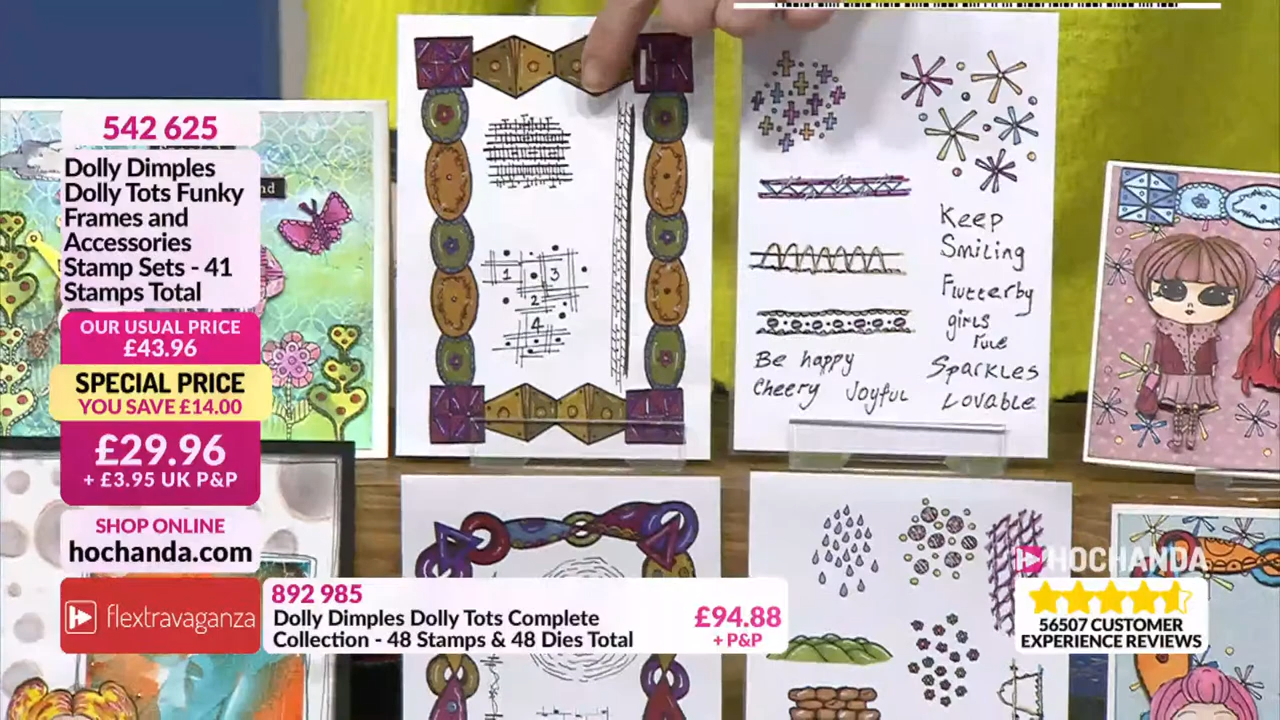 542 625
Dolly Dimples
Dolly Tots Funky
Frames and
Accessories
Stamp Sets - 41
Stamps Total
OUR USUAL PRICE
£43.96
SPECIAL PRICE
YOU SAVE £14.00
£29.96
+ £3.95 UK P&P
SHOP ONLINE
hochanda.com
flextravaganza
892 985
Dolly Dimples Dolly Tots Complete
Collection - 48 Stamps & 48 Dies Total
£94.88
+ P&P
HOCHANDA
56507 CUSTOMER
EXPERIENCE REVIEWS
1
3
2
4
Keep
Smiling
Flutterby
girls
rule
Sparkles
Lovable
Be happy
Cheery
Joyful